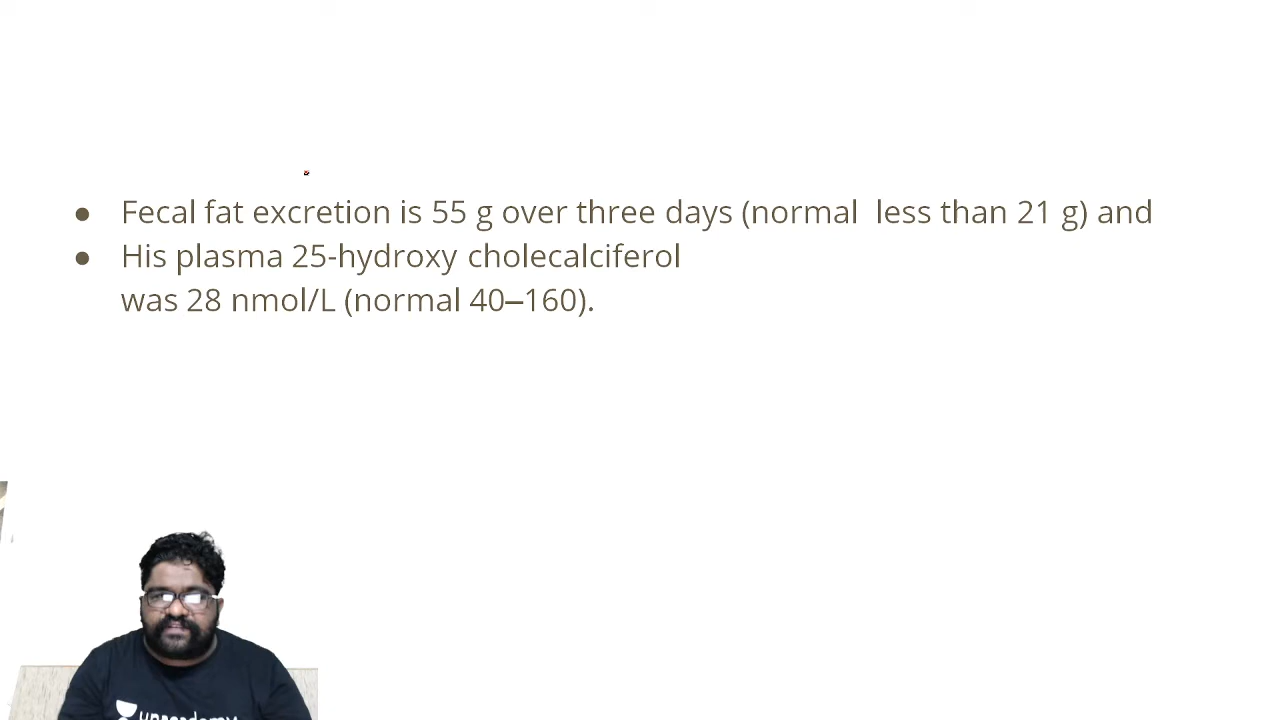 ● Fecal fat excretion is 55 g over three days (normal  less than 21 g) and
● His plasma 25-hydroxy cholecalciferol
was 28 nmol/L (normal 40–160).
unacademy